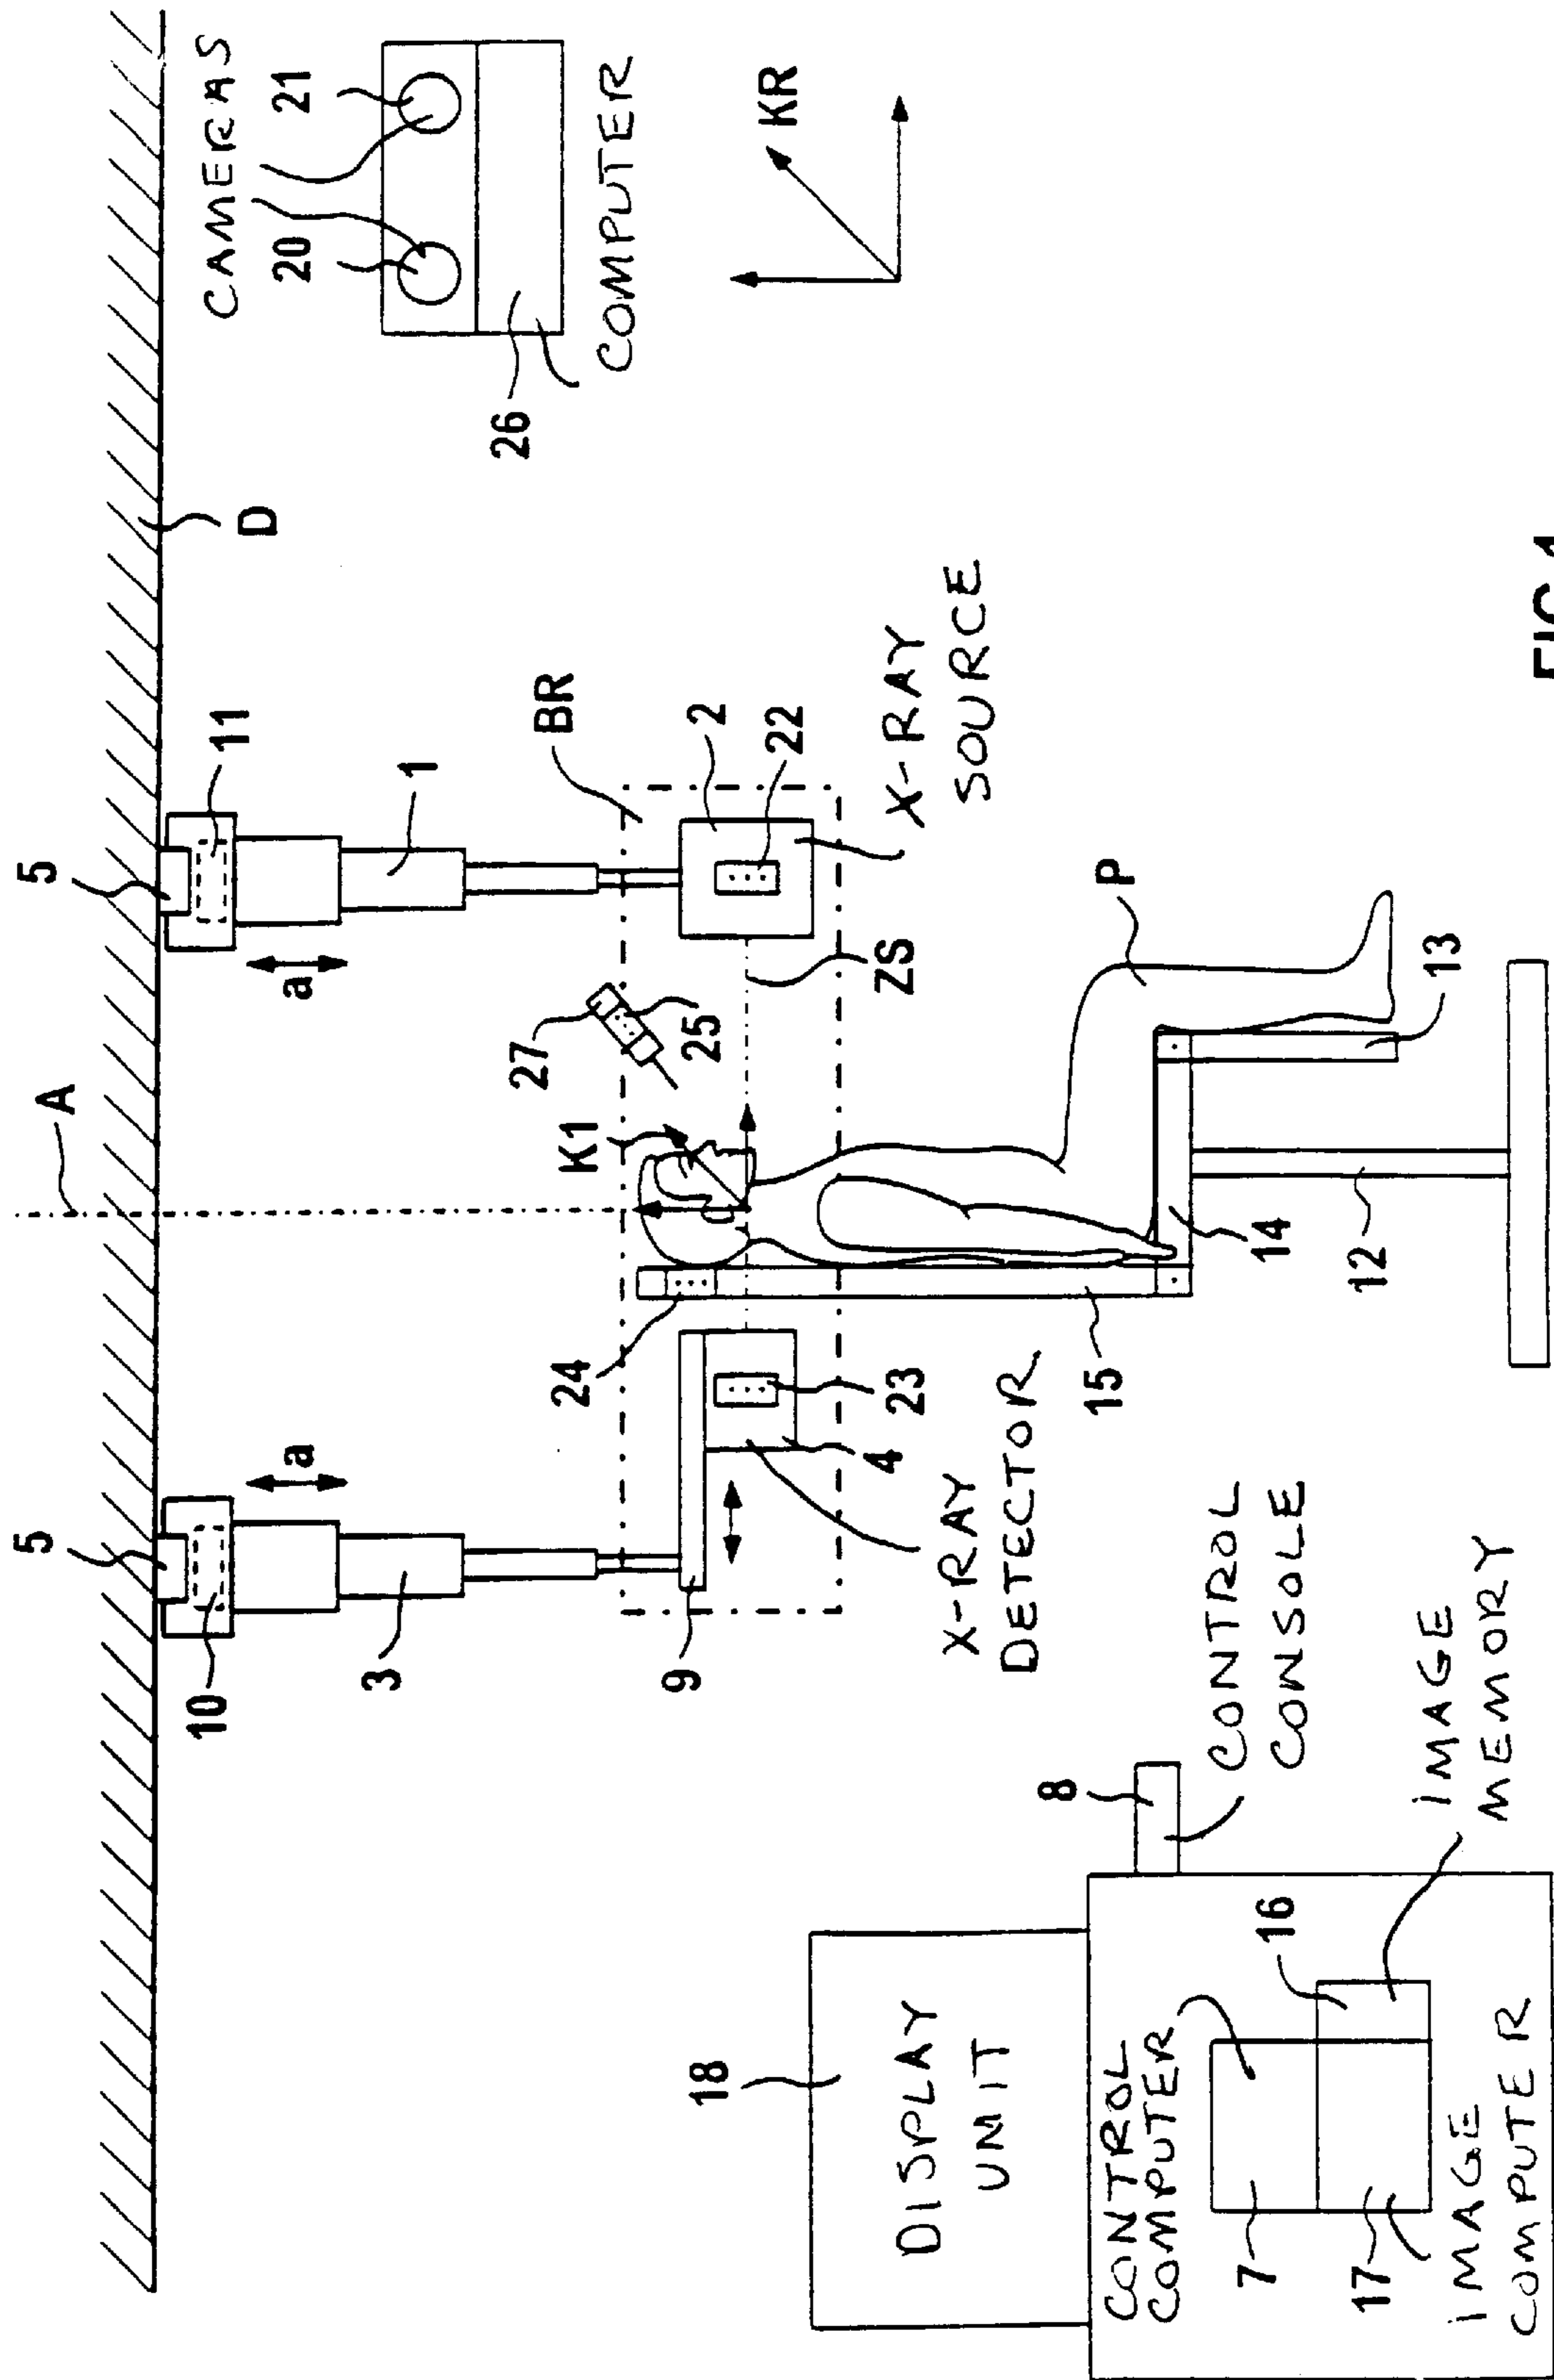 A
5
5
D
10
11
a
a
3
1
CAMERAS
20
21
26
COMPUTER
KR
BR
27
25
K1
24
9
2
22
23
4
ZS
X-RAY
SOURCE
X-RAY
DETECTOR
P
15
14
12
13
18
DISPLAY
UNIT
8
CONTROL
CONSOLE
CONTROL
COMPUTER
7
16
17
IMAGE
MEMORY
IMAGE
COMPUTER